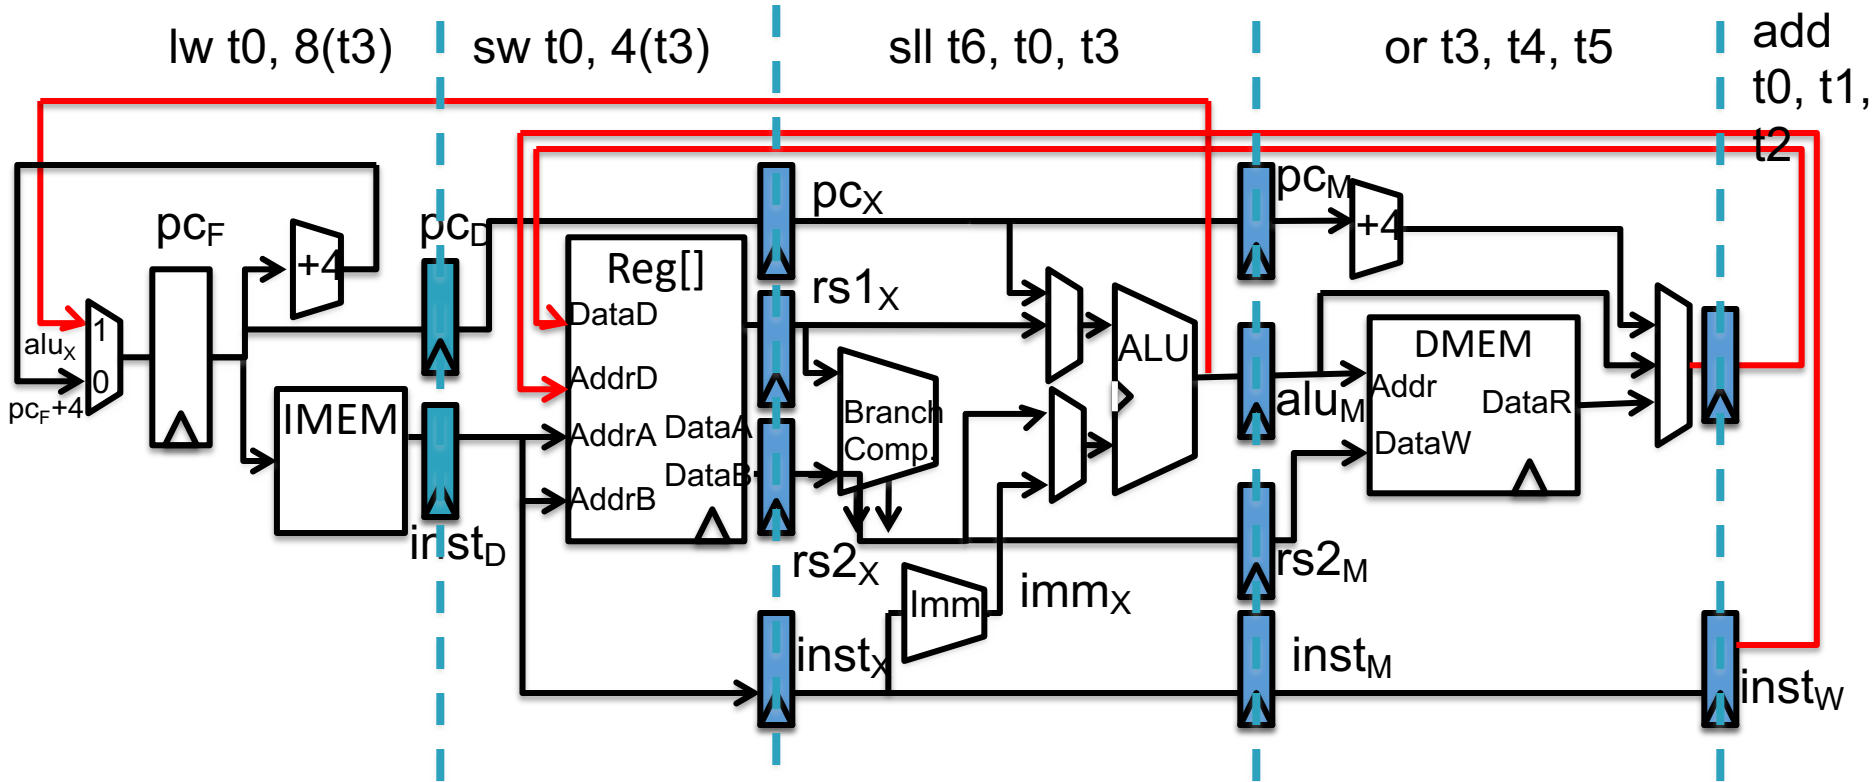 lw t0, 8(t3)
sw t0, 4(t3)
sll t6, t0, t3
or t3, t4, t5
add
t0, t1,
t2
pcF
+4
pcD
1
aluX
0
pcF+4
IMEM
instD
Reg[]
DataD
AddrD
AddrA
DataA
DataB
AddrB
pcX
rs1X
Branch
Comp.
rs2X
Imm
immX
instX
ALU
pcM
+4
aluM
DMEM
Addr
DataR
DataW
rs2M
instM
instW